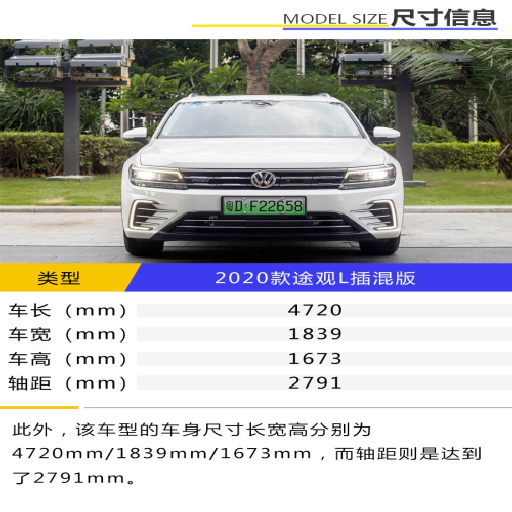 MODEL SIZE 尺寸信息
粤D·F22658
类型 2020款途观L插混版
车长（mm） 4720
车宽（mm） 1839
车高（mm） 1673
轴距（mm） 2791
此外，该车型的车身尺寸长宽高分别为
4720mm/1839mm/1673mm，而轴距则是达到
了2791mm。